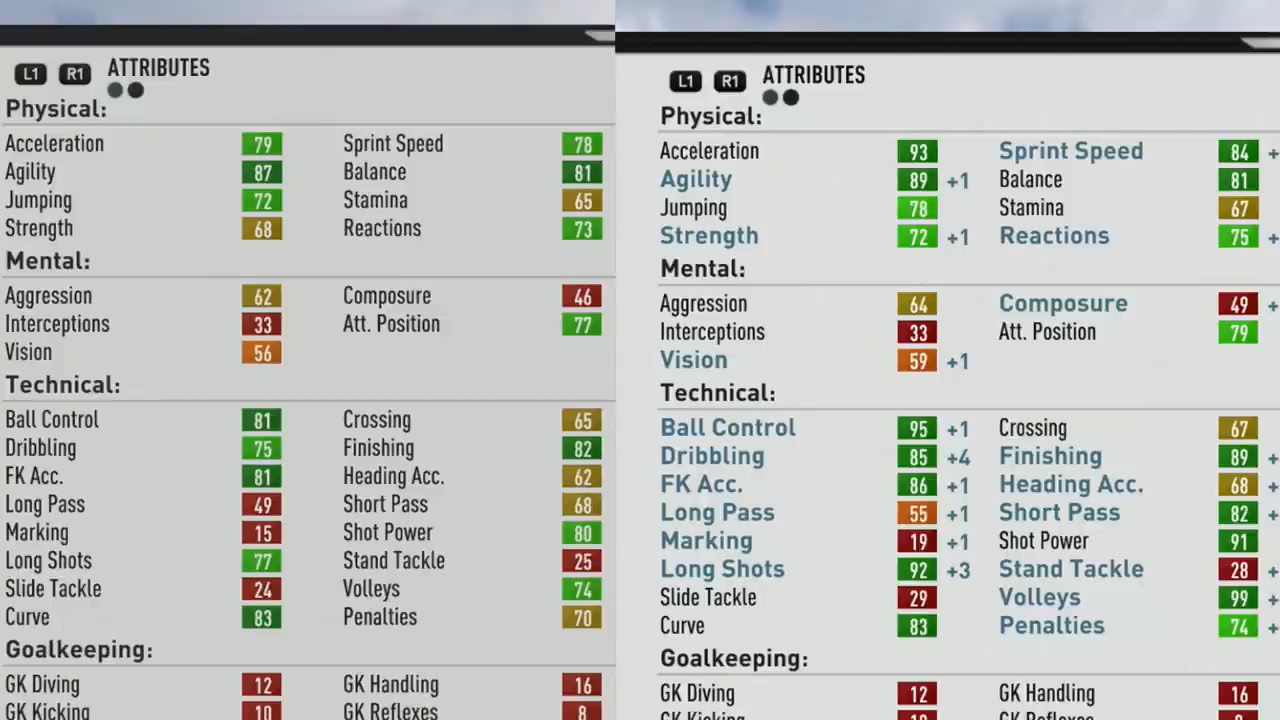 L1 R1 ATTRIBUTES
Physical:
Acceleration 79 Sprint Speed 78
Agility 87 Balance 81
Jumping 72 Stamina 65
Strength 68 Reactions 73
Mental:
Aggression 62 Composure 46
Interceptions 33 Att. Position 77
Vision 56
Technical:
Ball Control 81 Crossing 65
Dribbling 75 Finishing 82
FK Acc. 81 Heading Acc. 62
Long Pass 49 Short Pass 68
Marking 15 Shot Power 80
Long Shots 77 Stand Tackle 25
Slide Tackle 24 Volleys 74
Curve 83 Penalties 70
Goalkeeping:
GK Diving 12 GK Handling 16
GK Kicking 10 GK Reflexes 8
L1 R1 ATTRIBUTES
Physical:
Acceleration 93 Sprint Speed 84 +
Agility 89 +1 Balance 81
Jumping 78 Stamina 67
Strength 72 +1 Reactions 75 +
Mental:
Aggression 64 Composure 49 +
Interceptions 33 Att. Position 79
Vision 59 +1
Technical:
Ball Control 95 +1 Crossing 67
Dribbling 85 +4 Finishing 89 +
FK Acc. 86 +1 Heading Acc. 68 +
Long Pass 55 +1 Short Pass 82 +
Marking 19 +1 Shot Power 91
Long Shots 92 +3 Stand Tackle 28 +
Slide Tackle 29 Volleys 99 +
Curve 83 Penalties 74 +
Goalkeeping:
GK Diving 12 GK Handling 16
GK Kicking 10 GK Reflexes